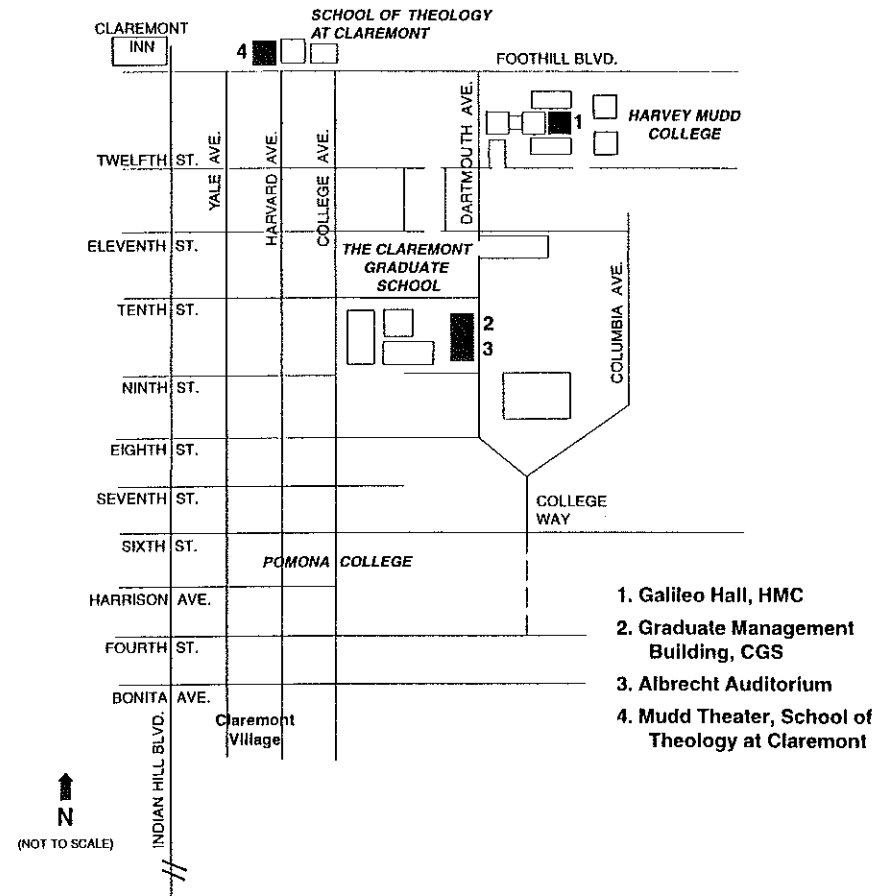 SCHOOL OF THEOLOGY
AT CLAREMONT
CLAREMONT
INN
4
FOOTHILL BLVD.
1
HARVEY MUDD
COLLEGE
YALE AVE.
HARVARD AVE.
COLLEGE AVE.
DARTMOUTH AVE.
TWELFTH ST.
ELEVENTH ST.
THE CLAREMONT
GRADUATE
SCHOOL
COLUMBIA AVE.
TENTH ST.
2
3
NINTH ST.
EIGHTH ST.
SEVENTH ST.
COLLEGE
WAY
SIXTH ST.
POMONA COLLEGE
HARRISON AVE.
FOURTH ST.
BONITA AVE.
Claremont
Village
INDIAN HILL BLVD.
N
(NOT TO SCALE)
1. Galileo Hall, HMC
2. Graduate Management
Building, CGS
3. Albrecht Auditorium
4. Mudd Theater, School of
Theology at Claremont